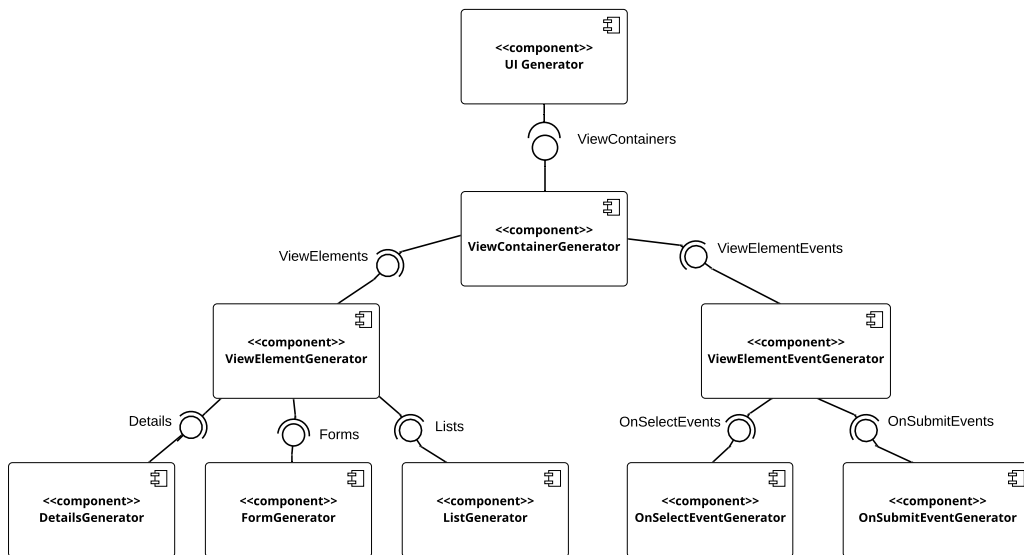 <<component>>
UI Generator
ViewContainers
<<component>>
ViewContainerGenerator
ViewElements
ViewElementEvents
<<component>>
ViewElementGenerator
<<component>>
ViewElementEventGenerator
Details
Forms
Lists
OnSelectEvents
OnSubmitEvents
<<component>>
DetailsGenerator
<<component>>
FormGenerator
<<component>>
ListGenerator
<<component>>
OnSelectEventGenerator
<<component>>
OnSubmitEventGenerator